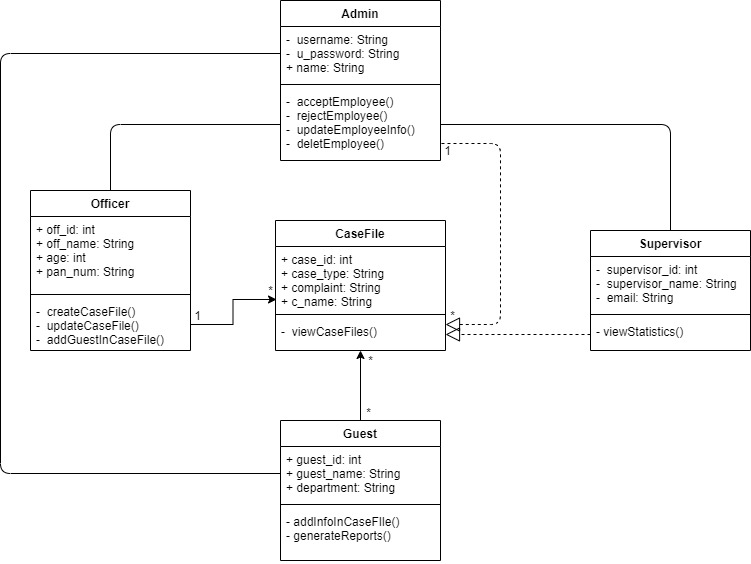 Admin
- username: String
- u_password: String
+ name: String
- acceptEmployee()
- rejectEmployee()
- updateEmployeeInfo()
- deletEmployee()
1
Officer
+ off_id: int
+ off_name: String
+ age: int
+ pan_num: String
- createCaseFile()
- updateCaseFile()
- addGuestInCaseFile()
1
*
CaseFile
+ case_id: int
+ case_type: String
+ complaint: String
+ c_name: String
- viewCaseFiles()
*
Supervisor
- supervisor_id: int
- supervisor_name: String
- email: String
- viewStatistics()
*
*
Guest
+ guest_id: int
+ guest_name: String
+ department: String
- addInfoInCaseFIle()
- generateReports()